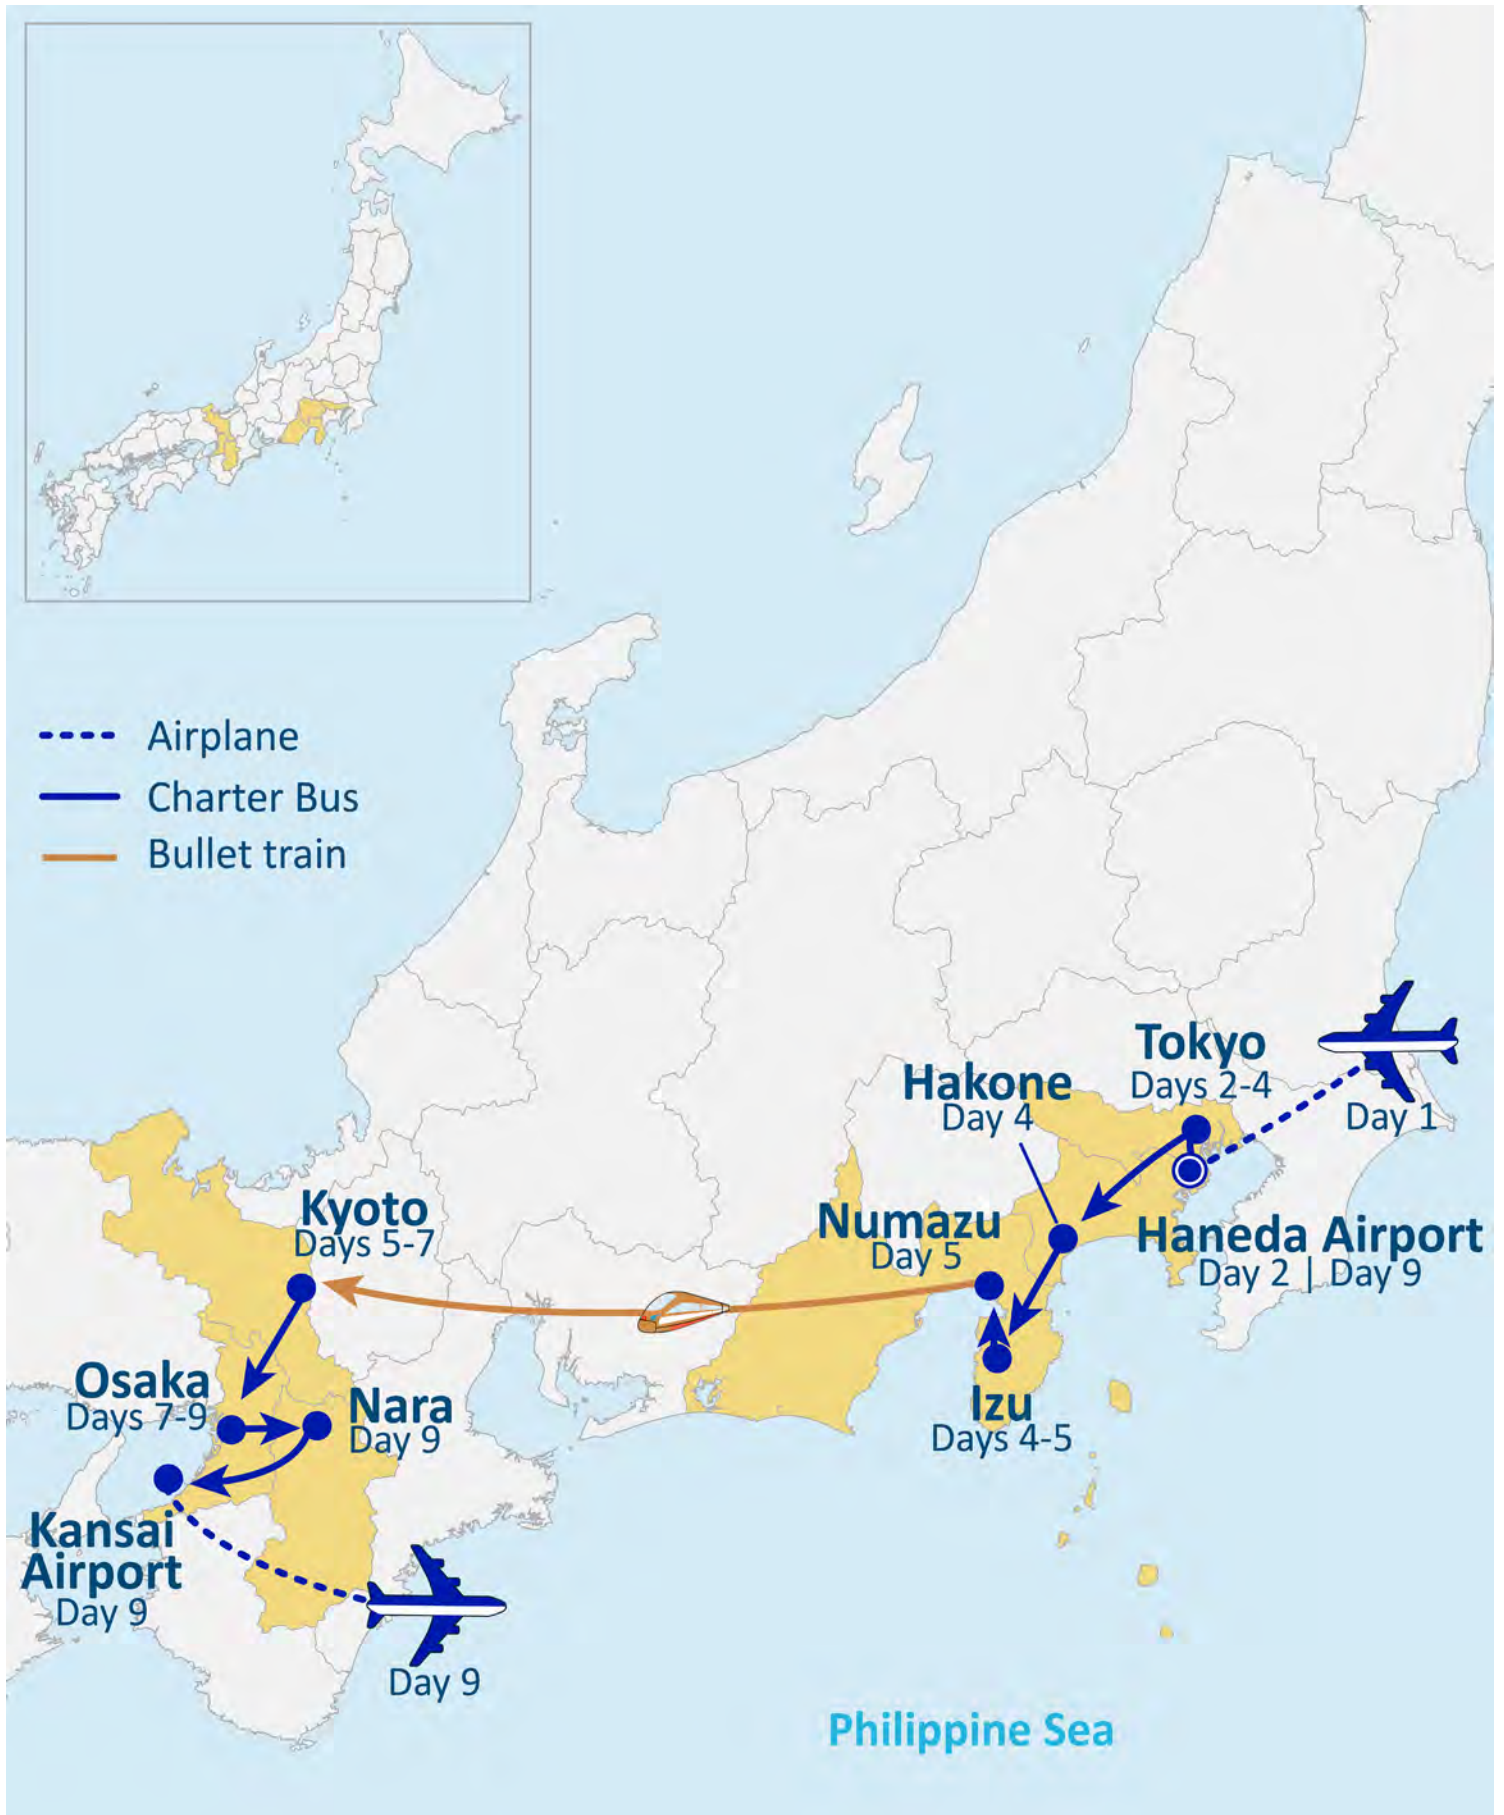 Airplane
Charter Bus
Bullet train
Tokyo
Days 2-4
Day 1
Hakone
Day 4
Haneda Airport
Day 2 | Day 9
Numazu
Day 5
Izu
Days 4-5
Kyoto
Days 5-7
Osaka
Days 7-9
Nara
Day 9
Kansai
Airport
Day 9
Day 9
Philippine Sea